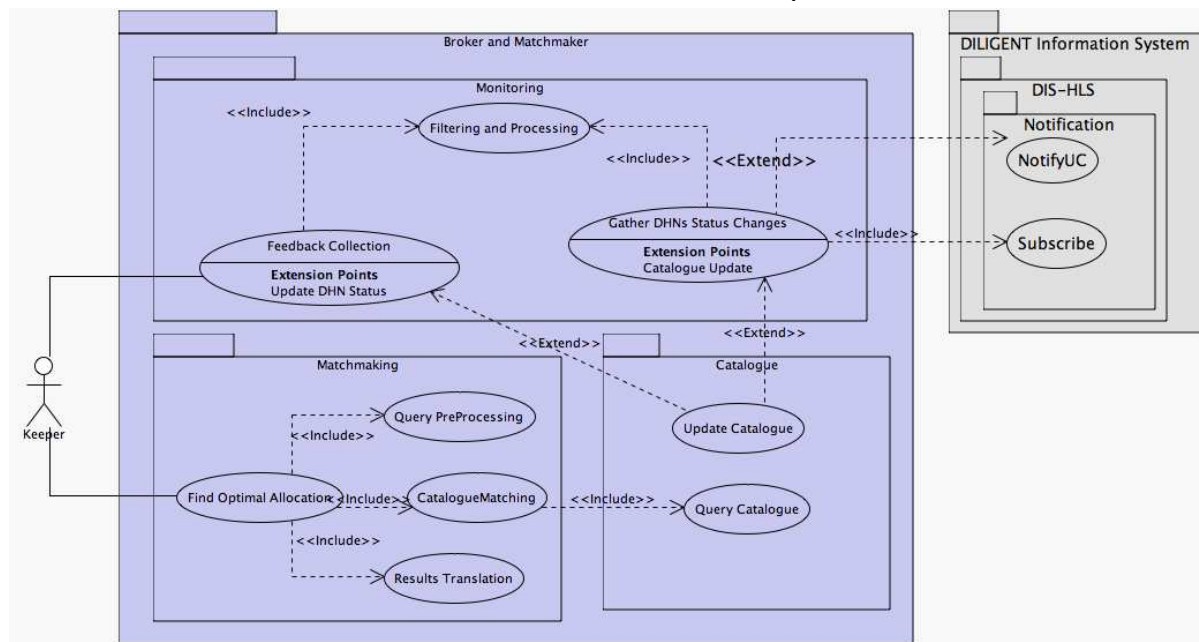 Broker and Matchmaker
DILIGENT Information System
Monitoring
DIS-HLS
<<Include>>
Filtering and Processing
Notification
<<Include>>
<<Extend>>
NotifyUC
Gather DHNs Status Changes
<<Include>>
Subscribe
Feedback Collection
Extension Points
Catalogue Update
Extension Points
Update DHN Status
<<Extend>>
<<Extend>>
Matchmaking
Catalogue
Query PreProcessing
Update Catalogue
Keeper
<<Include>>
Find Optimal Allocation
<<Include>>
CatalogueMatching
<<Include>>
Query Catalogue
<<Include>>
Results Translation